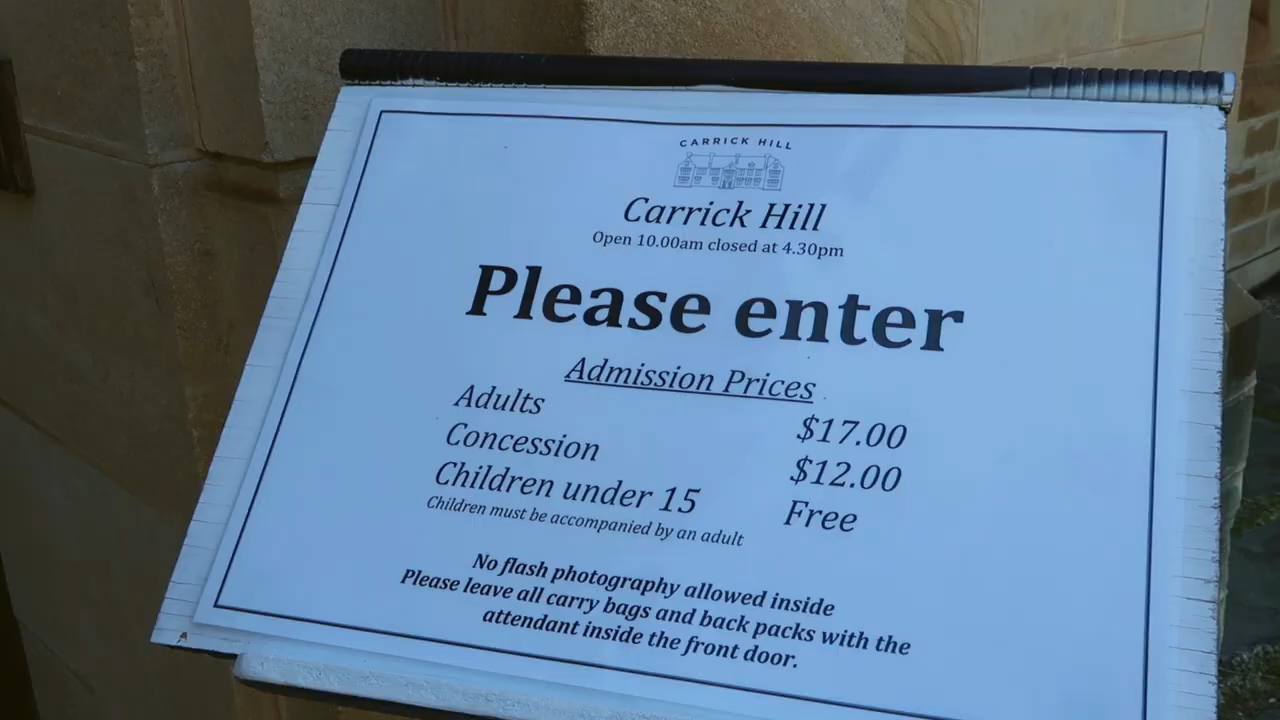 CARRICK HILL
Carrick Hill
Open 10.00am closed at 4.30pm
Please enter
Admission Prices
Adults $17.00
Concession $12.00
Children under 15 Free
Children must be accompanied by an adult
No flash photography allowed inside
Please leave all carry bags and back packs with the
attendant inside the front door.